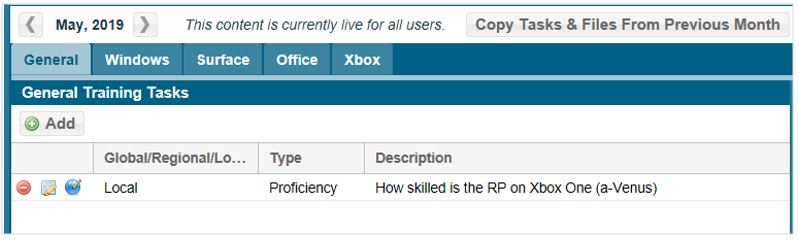 May, 2019 This content is currently live for all users. Copy Tasks & Files From Previous Month
General Windows Surface Office Xbox
General Training Tasks
Add
Global/Regional/Lo... Type Description
Local Proficiency How skilled is the RP on Xbox One (a-Venus)